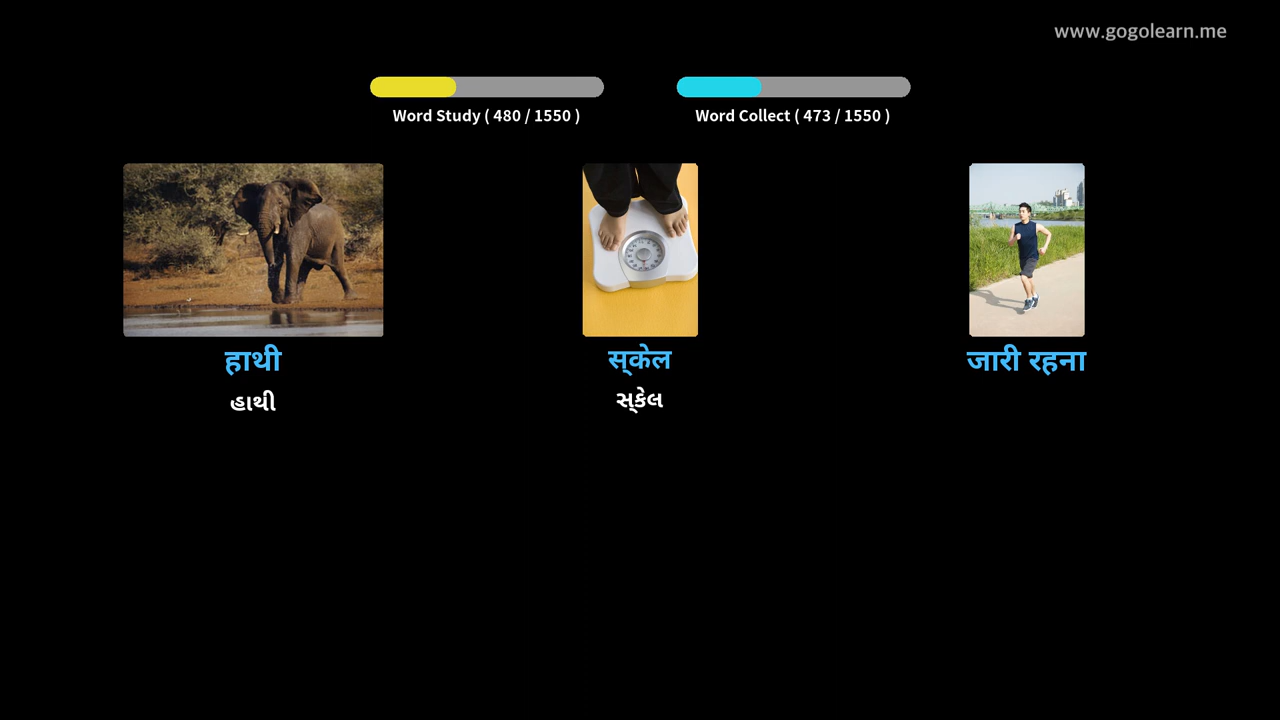 www.gogolearn.me
Word Study ( 480 / 1550 )
Word Collect ( 473 / 1550 )
हाथी
स्‌केल
जारी रहना
હાથી
સ્‌કેલ